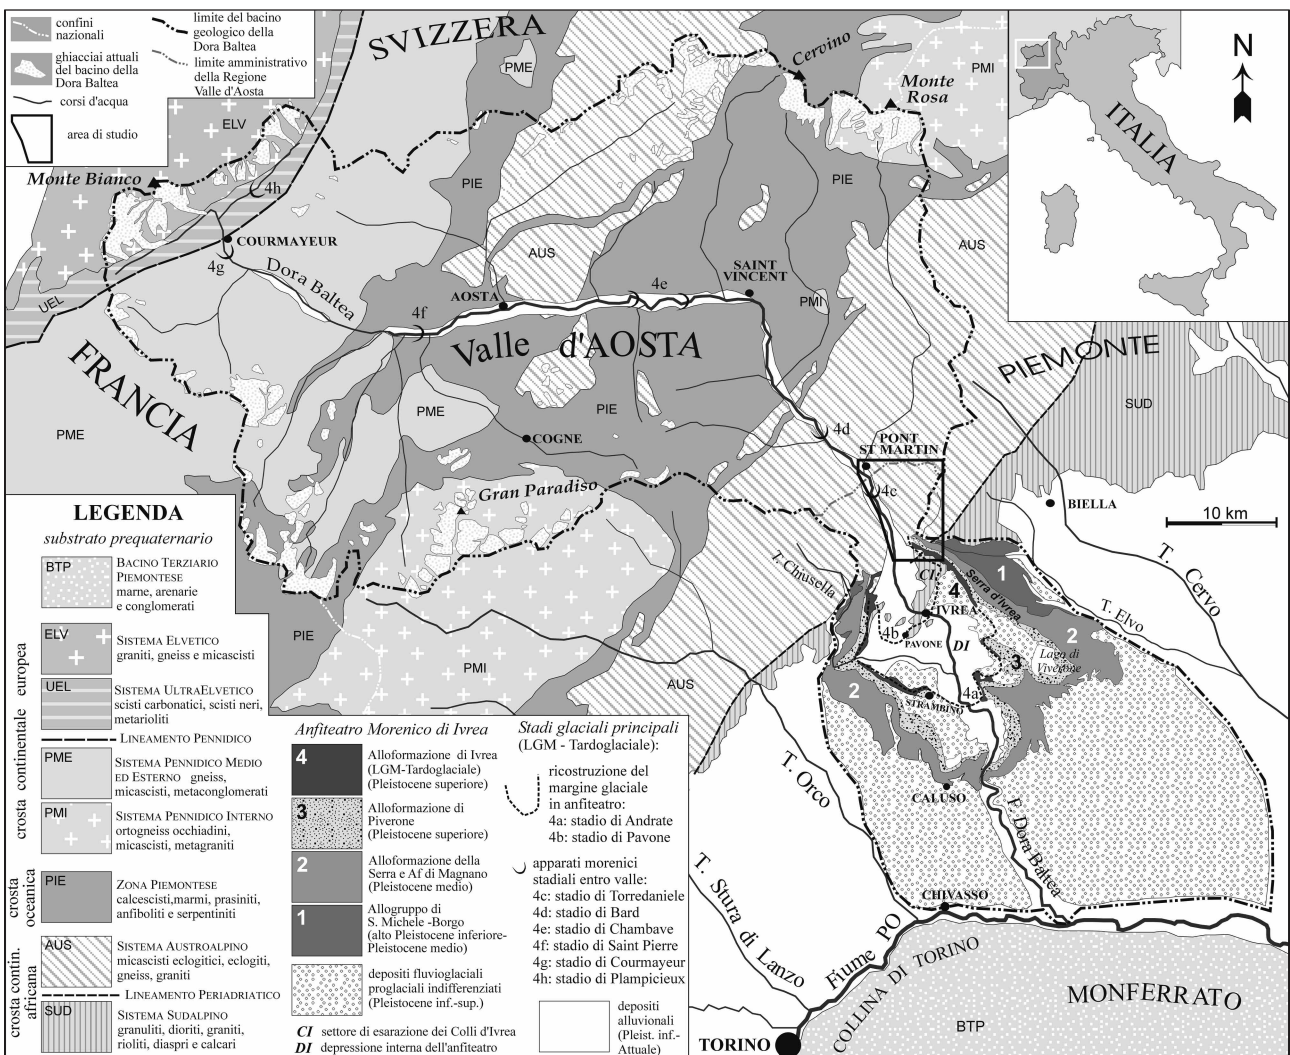 confini
nazionali
ghiacciai attuali
del bacino della
Dora Baltea
corsi d'acqua
area di studio
limite del bacino
geologico della
Dora Baltea
limite amministrativo
della Regione
Valle d'Aosta
SVIZZERA
PME
Cervino
Monte
Rosa
PMI
N
ITALIA
ELV
Monte Bianco
4h
PIE
PIE
COURMAYEUR
4g
Dora Baltea
AUS
AUS
UEL
SAINT
VINCENT
4e
AOSTA
4f
PMI
Valle d'AOSTA
FRANCIA
PIEMONTE
SUD
PME
PME
PIE
COGNE
4d
PONT
ST MARTIN
4c
Gran Paradiso
BIELLA
10 km
T. Cervo
T. Elvo
T. Chiusella
CI
1
4
Serra d'Ivrea
IVREA
4b
PAVONE
DI
2
Lago di
Viverone
3
PIE
PMI
AUS
2
STRAMBINO
4a
T. Orco
CALUSO
F. Dora Baltea
CHIVASSO
T. Stura di Lanzo
Fiume PO
COLLINA DI TORINO
MONFERRATO
BTP
TORINO
LEGENDA
substrato prequaternario
BTP
BACINO TERZIARIO
PIEMONTESE
marne, arenarie
e conglomerati
crosta continentale europea
ELV
SISTEMA ELVETICO
graniti, gneiss e micascisti
UEL
SISTEMA ULTRAELVETICO
scisti carbonatici, scisti neri,
metarioliti
LINEAMENTO PENNIDICO
PME
SISTEMA PENNIDICO MEDIO
ED ESTERNO gneiss,
micascisti, metaconglomerati
PMI
SISTEMA PENNIDICO INTERNO
ortogneiss occhiadini,
micascisti, metagraniti
crosta
oceanica
PIE
ZONA PIEMONTESE
calcescisti,marmi, prasiniti,
anfiboliti e serpentiniti
crosta contin.
africana
AUS
SISTEMA AUSTROALPINO
micascisti eclogitici, eclogiti,
gneiss, graniti
LINEAMENTO PERIADRIATICO
SUD
SISTEMA SUDALPINO
granuliti, dioriti, graniti,
rioliti, diaspri e calcari
Anfiteatro Morenico di Ivrea
4
Alloformazione di Ivrea
(LGM-Tardoglaciale)
(Pleistocene superiore)
3
Alloformazione di
Piverone
(Pleistocene superiore)
2
Alloformazione della
Serra e Af di Magnano
(Pleistocene medio)
1
Allogruppo di
S. Michele -Borgo
(alto Pleistocene inferiore-
Pleistocene medio)
depositi fluvioglaciali
proglaciali indifferenziati
(Pleistocene inf.-sup.)
CI settore di esarazione dei Colli d'Ivrea
DI depressione interna dell'anfiteatro
Stadi glaciali principali
(LGM - Tardoglaciale):
ricostruzione del
margine glaciale
in anfiteatro:
4a: stadio di Andrate
4b: stadio di Pavone
apparati morenici
stadiali entro valle:
4c: stadio di Torredaniele
4d: stadio di Bard
4e: stadio di Chambave
4f: stadio di Saint Pierre
4g: stadio di Courmayeur
4h: stadio di Plampicieux
depositi
alluvionali
(Pleist. inf.-
Attuale)